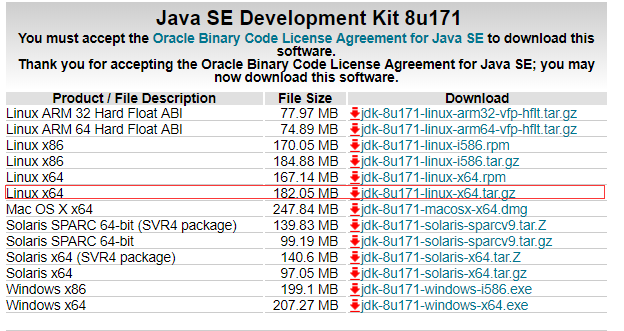 Java SE Development Kit 8u171
You must accept the Oracle Binary Code License Agreement for Java SE to download this
software.
Thank you for accepting the Oracle Binary Code License Agreement for Java SE; you may
now download this software.
Product / File Description File Size Download
Linux ARM 32 Hard Float ABI 77.97 MB jdk-8u171-linux-arm32-vfp-hflt.tar.gz
Linux ARM 64 Hard Float ABI 74.89 MB jdk-8u171-linux-arm64-vfp-hflt.tar.gz
Linux x86 170.05 MB jdk-8u171-linux-i586.rpm
Linux x86 184.88 MB jdk-8u171-linux-i586.tar.gz
Linux x64 167.14 MB jdk-8u171-linux-x64.rpm
Linux x64 182.05 MB jdk-8u171-linux-x64.tar.gz
Mac OS X x64 247.84 MB jdk-8u171-macosx-x64.dmg
Solaris SPARC 64-bit (SVR4 package) 139.83 MB jdk-8u171-solaris-sparcv9.tar.Z
Solaris SPARC 64-bit 99.19 MB jdk-8u171-solaris-sparcv9.tar.gz
Solaris x64 (SVR4 package) 140.6 MB jdk-8u171-solaris-x64.tar.Z
Solaris x64 97.05 MB jdk-8u171-solaris-x64.tar.gz
Windows x86 199.1 MB jdk-8u171-windows-i586.exe
Windows x64 207.27 MB jdk-8u171-windows-x64.exe